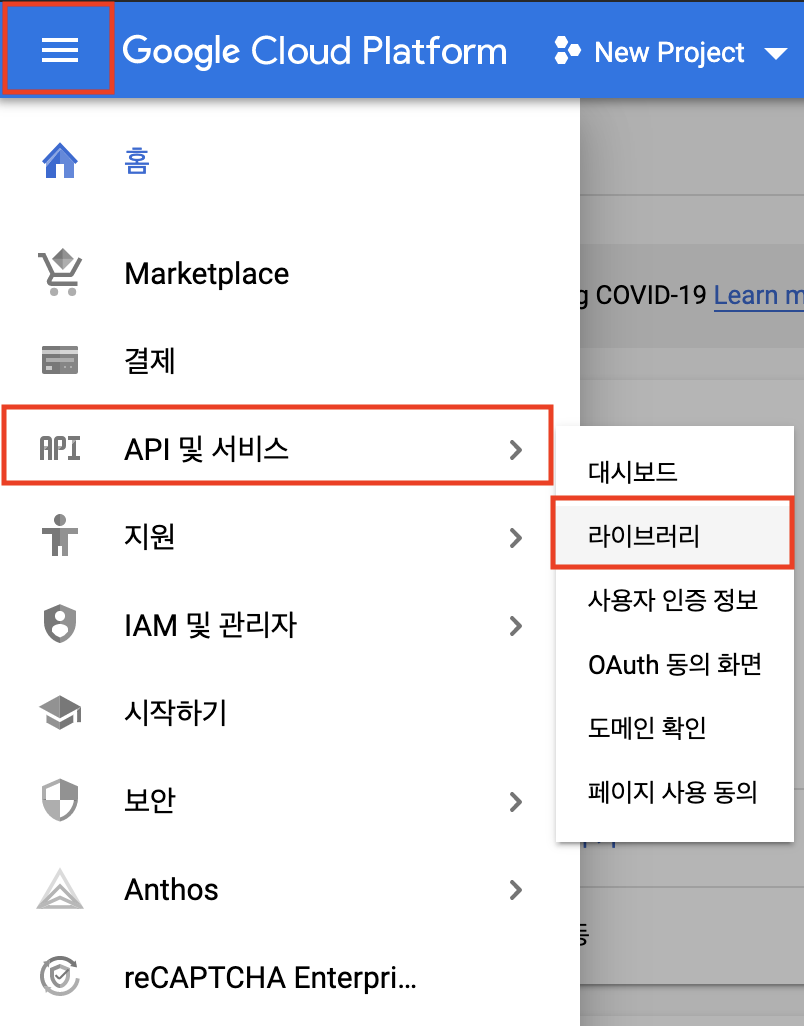 Google Cloud Platform
New Project
홈
Marketplace
결제
API API 및 서비스
지원
IAM 및 관리자
시작하기
보안
Anthos
reCAPTCHA Enterpri...
COVID-19 Learn
대시보드
라이브러리
사용자 인증 정보
OAuth 동의 화면
도메인 확인
페이지 사용 동의